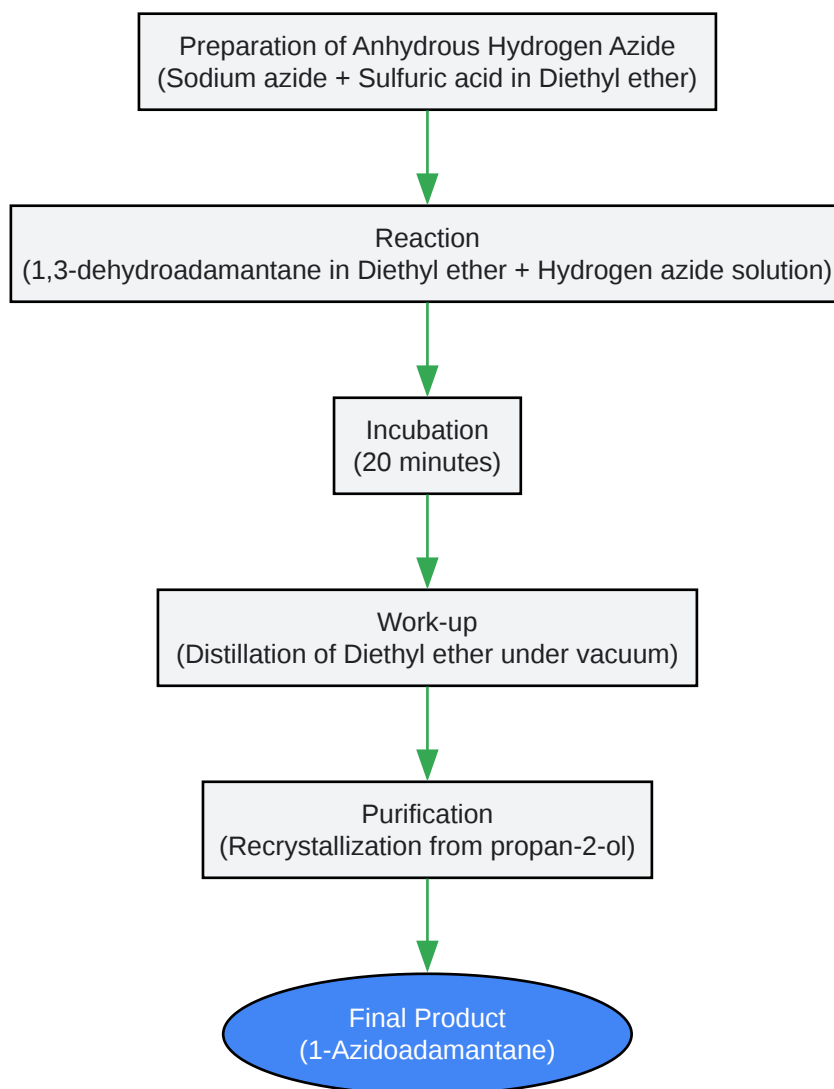 Preparation of Anhydrous Hydrogen Azide
(Sodium azide + Sulfuric acid in Diethyl ether)
Reaction
(1,3-dehydroadamantane in Diethyl ether + Hydrogen azide solution)
Incubation
(20 minutes)
Work-up
(Distillation of Diethyl ether under vacuum)
Purification
(Recrystallization from propan-2-ol)
Final Product
(1-Azidoadamantane)